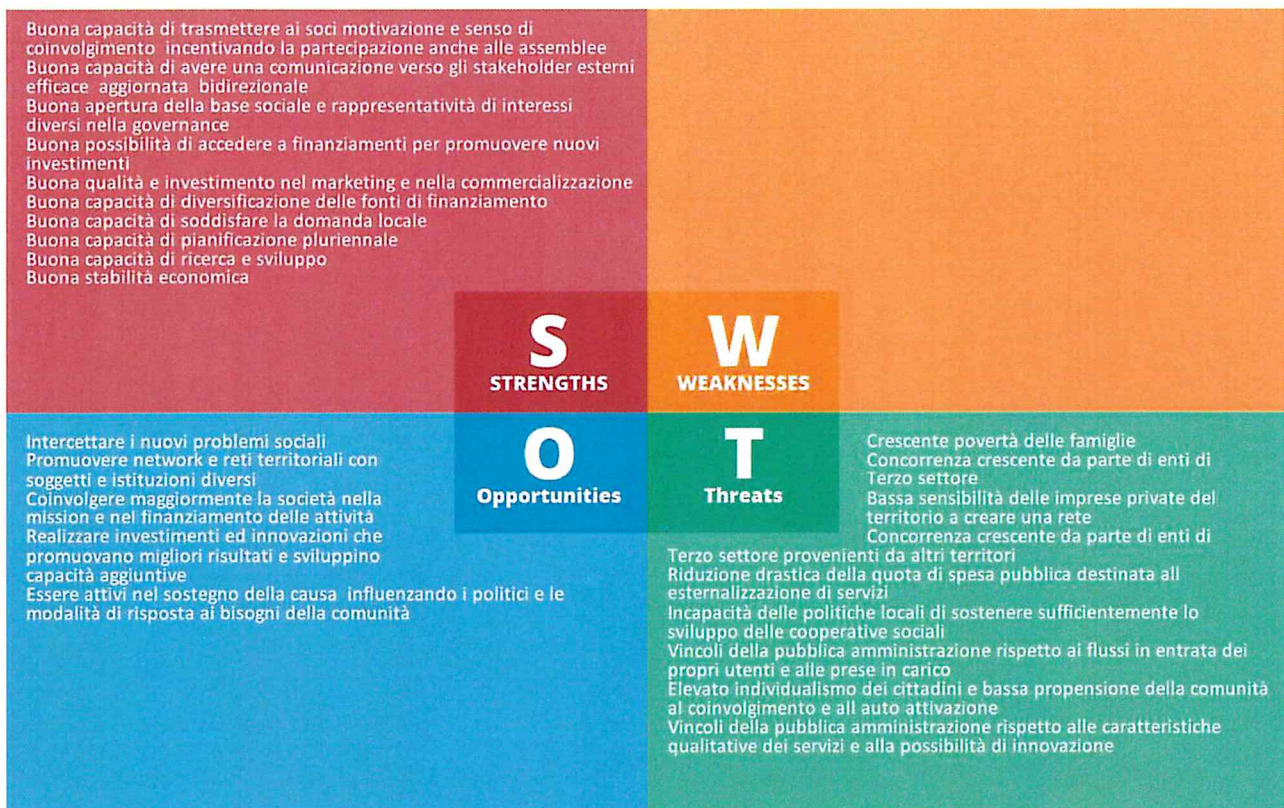 Buona capacità di trasmettere ai soci motivazione e senso di
coinvolgimento incentivando la partecipazione anche alle assemblee
Buona capacità di avere una comunicazione verso gli stakeholder esterni
efficace aggiornata bidirezionale
Buona apertura della base sociale e rappresentatività di interessi
diversi nella governance
Buona possibilità di accedere a finanziamenti per promuovere nuovi
investimenti
Buona qualità e investimento nel marketing e nella commercializzazione
Buona capacità di diversificazione delle fonti di finanziamento
Buona capacità di soddisfare la domanda locale
Buona capacità di pianificazione pluriennale
Buona capacità di ricerca e sviluppo
Buona stabilità economica
S
STRENGTHS
W
WEAKNESSES
Intercettare i nuovi problemi sociali
Promuovere network e reti territoriali con
soggetti e istituzioni diversi
Coinvolgere maggiormente la società nella
mission e nel finanziamento delle attività
Realizzare investimenti ed innovazioni che
promuovano migliori risultati e sviluppino
capacità aggiuntive
Essere attivi nel sostegno della causa influenzando i politici e le
modalità di risposta ai bisogni della comunità
O
Opportunities
T
Threats
Crescente povertà delle famiglie
Concorrenza crescente da parte di enti di
Terzo settore
Bassa sensibilità delle imprese private del
territorio a creare una rete
Concorrenza crescente da parte di enti di
Terzo settore provenienti da altri territori
Riduzione drastica della quota di spesa pubblica destinata all
esternalizzazione di servizi
Incapacità delle politiche locali di sostenere sufficientemente lo
sviluppo delle cooperative sociali
Vincoli della pubblica amministrazione rispetto ai flussi in entrata dei
propri utenti e alle prese in carico
Elevato individualismo dei cittadini e bassa propensione della comunità
al coinvolgimento e all auto attivazione
Vincoli della pubblica amministrazione rispetto alle caratteristiche
qualitative dei servizi e alla possibilità di innovazione